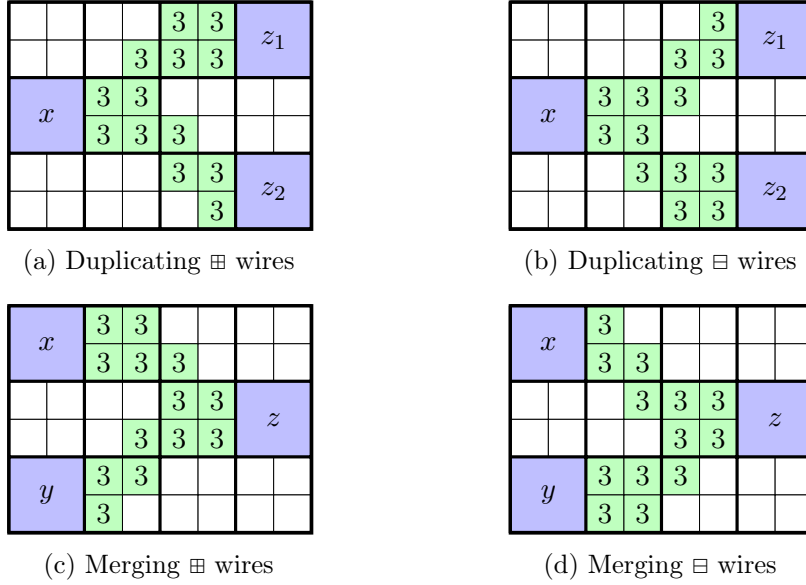 3 3 z₁
3 3 3
x 3 3
3 3 3
3 3 z₂
3
(a) Duplicating ⊞ wires
3 z₁
3 3
x 3 3 3
3 3
3 3 3 z₂
3 3
(b) Duplicating ⊟ wires
x 3 3
3 3 3
3 3 z
3 3 3
y 3 3
3
(c) Merging ⊞ wires
x 3
3 3
3 3 3 z
3 3
y 3 3 3
3 3
(d) Merging ⊟ wires